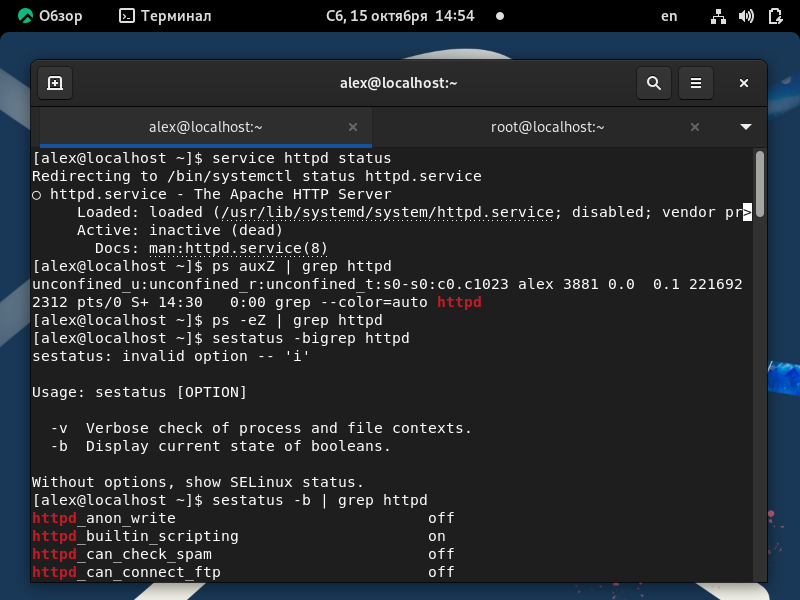 Обзор Терминал Сб, 15 октября 14:54 en
alex@localhost:~
alex@localhost:~ root@localhost:~
[alex@localhost ~]$ service httpd status
Redirecting to /bin/systemctl status httpd.service
○ httpd.service - The Apache HTTP Server
     Loaded: loaded (/usr/lib/systemd/system/httpd.service; disabled; vendor pr>
     Active: inactive (dead)
       Docs: man:httpd.service(8)
[alex@localhost ~]$ ps auxZ | grep httpd
unconfined_u:unconfined_r:unconfined_t:s0-s0:c0.c1023 alex 3881 0.0  0.1 221692
2312 pts/0 S+ 14:30   0:00 grep --color=auto httpd
[alex@localhost ~]$ ps -eZ | grep httpd
[alex@localhost ~]$ sestatus -bigrep httpd
sestatus: invalid option -- 'i'
Usage: sestatus [OPTION]
  -v  Verbose check of process and file contexts.
  -b  Display current state of booleans.
Without options, show SELinux status.
[alex@localhost ~]$ sestatus -b | grep httpd
httpd_anon_write                            off
httpd_builtin_scripting                     on
httpd_can_check_spam                        off
httpd_can_connect_ftp                       off